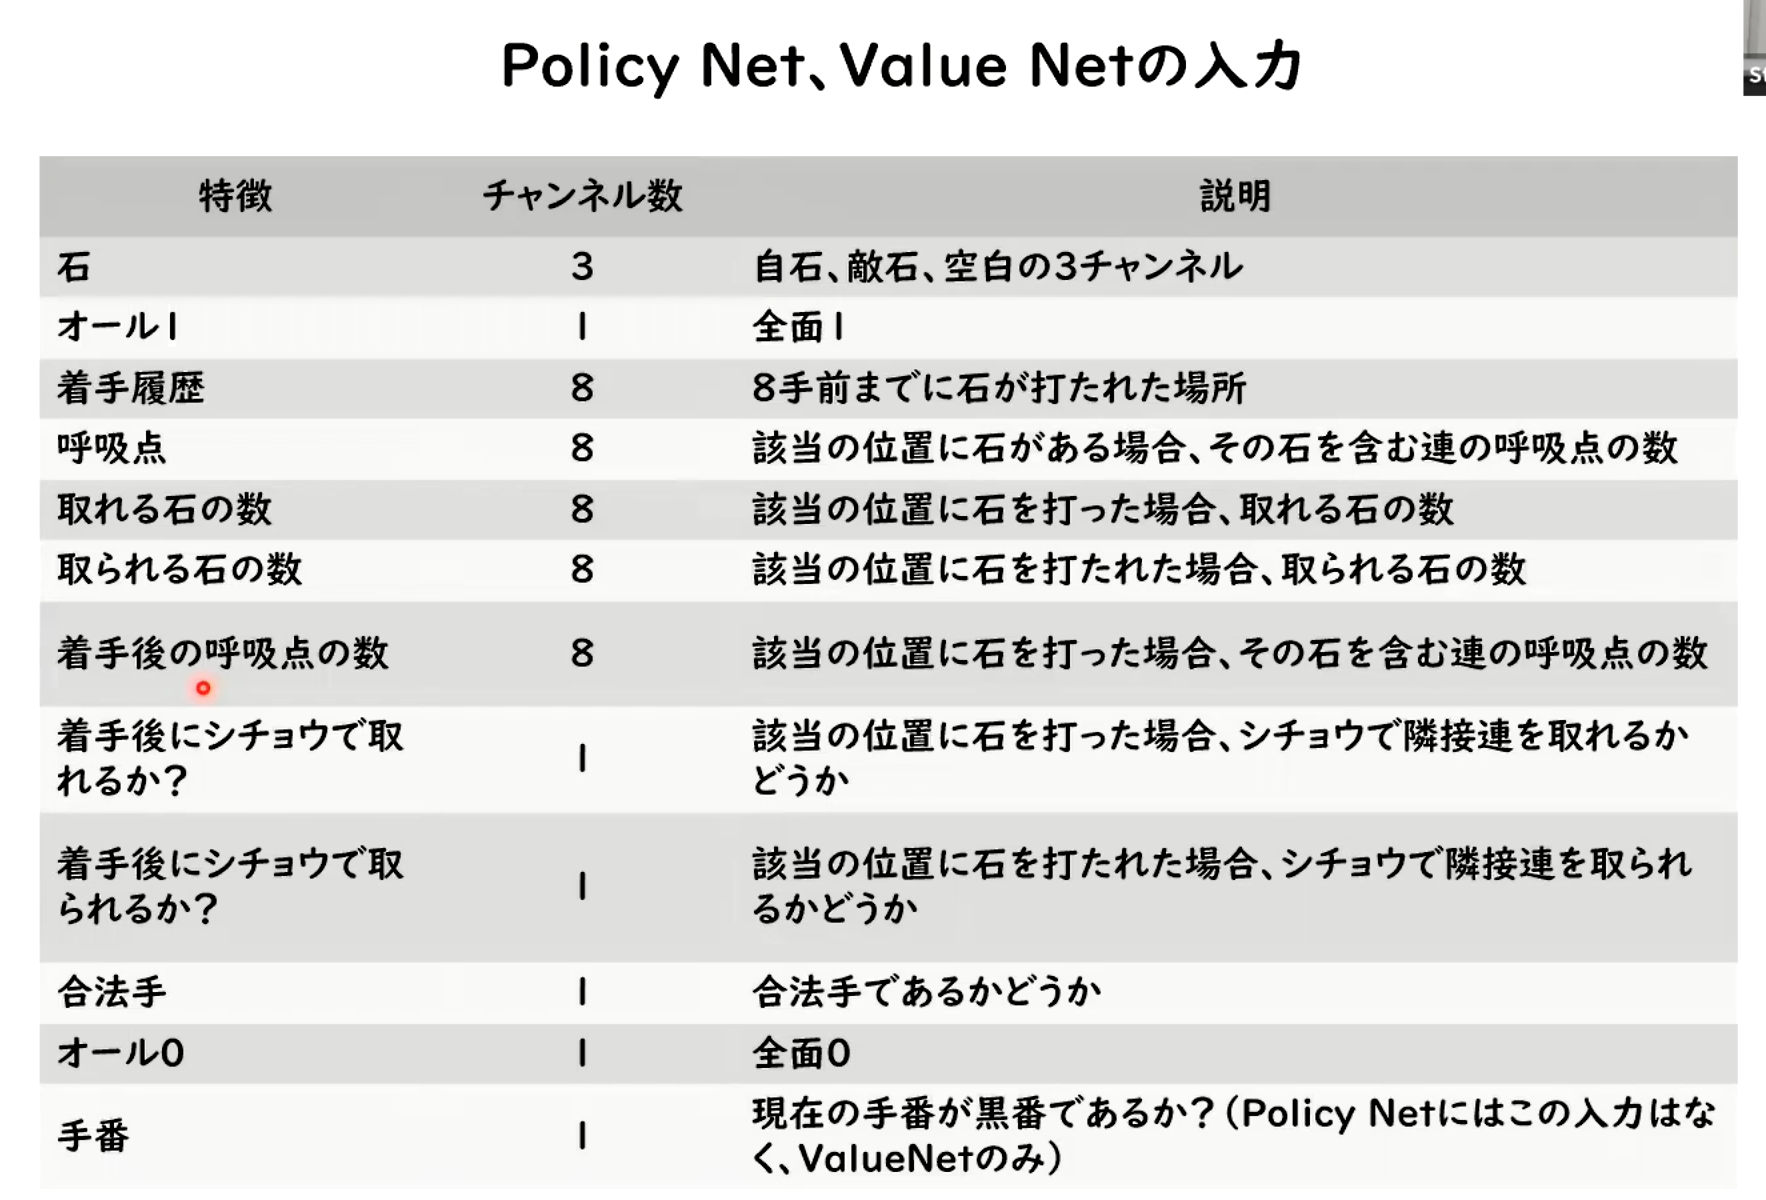 Policy Net、Value Netの入力
特徴 チャンネル数 説明
石 3 自石、敵石、空白の3チャンネル
オール1 1 全面1
着手履歴 8 8手前までに石が打たれた場所
呼吸点 8 該当の位置に石がある場合、その石を含む連の呼吸点の数
取れる石の数 8 該当の位置に石を打った場合、取れる石の数
取られる石の数 8 該当の位置に石を打たれた場合、取られる石の数
着手後の呼吸点の数 8 該当の位置に石を打った場合、その石を含む連の呼吸点の数
着手後にシチョウで取
れるか？
1
該当の位置に石を打った場合、シチョウで隣接連を取れるか
どうか
着手後にシチョウで取
られるか？
1
該当の位置に石を打たれた場合、シチョウで隣接連を取られ
るかどうか
合法手 1 合法手であるかどうか
オール0 1 全面0
手番 1
現在の手番が黒番であるか？（Policy Netにはこの入力はな
く、ValueNetのみ）